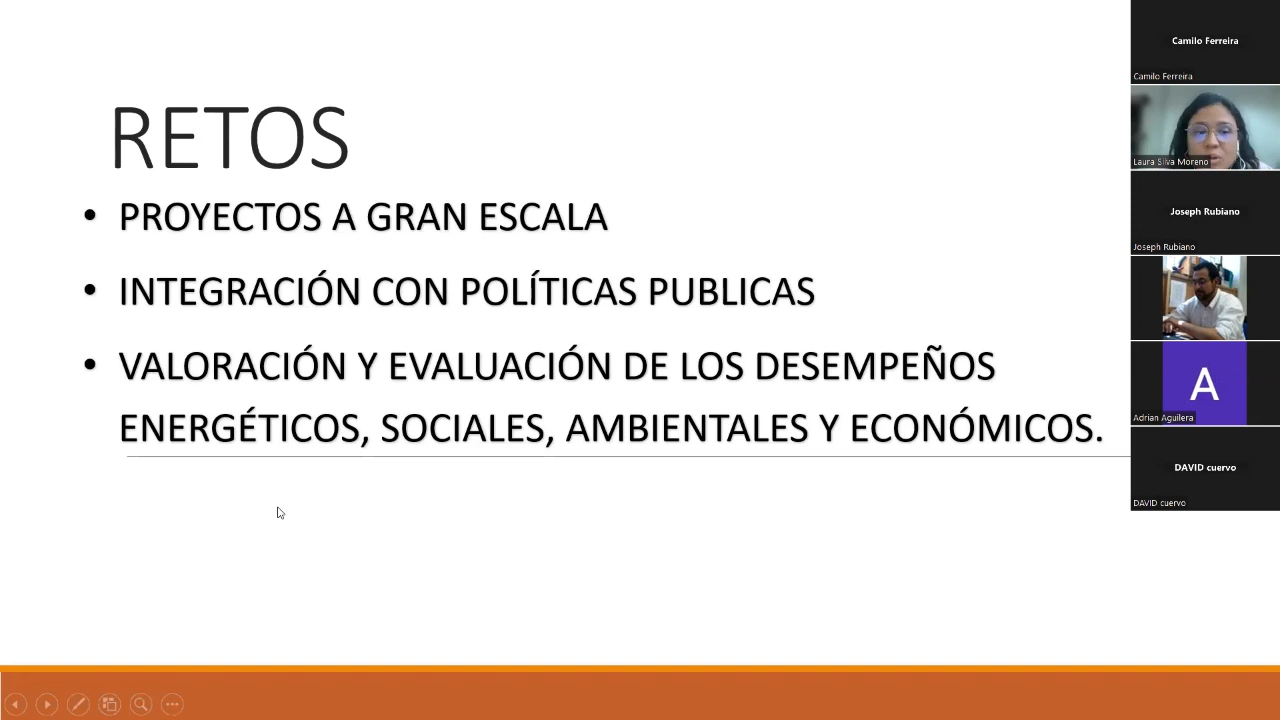 RETOS
• PROYECTOS A GRAN ESCALA
• INTEGRACIÓN CON POLÍTICAS PUBLICAS
• VALORACIÓN Y EVALUACIÓN DE LOS DESEMPEÑOS
ENERGÉTICOS, SOCIALES, AMBIENTALES Y ECONÓMICOS.
Camilo Ferreira
Camilo Ferreira
Laura Silva Moreno
Joseph Rubiano
Joseph Rubiano
A
Adrian Aguilera
DAVID cuervo
DAVID cuervo